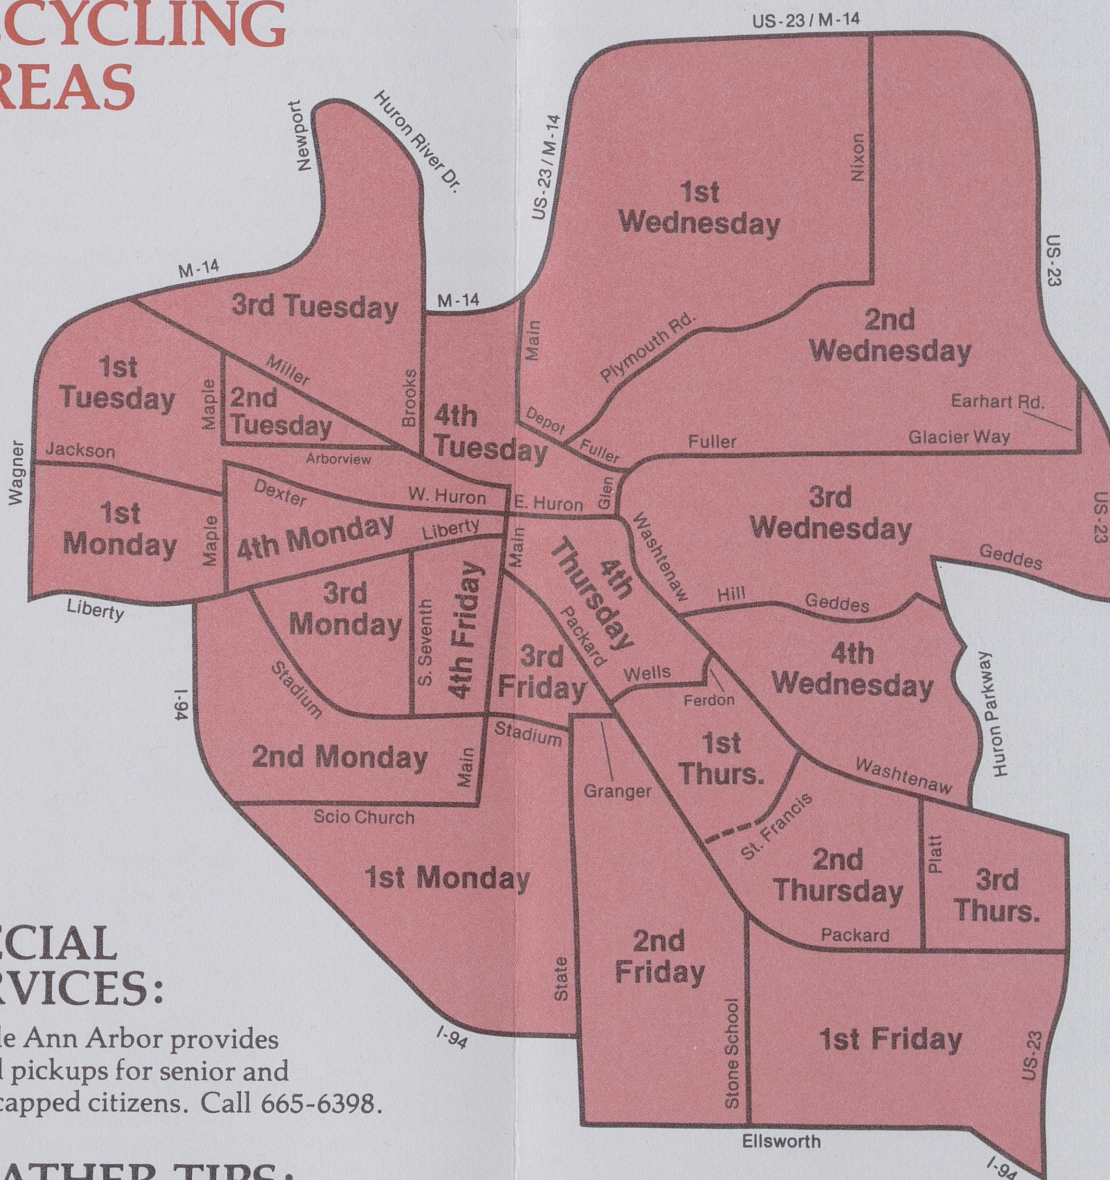 ECYCLING
REAS
US-23 / M-14
Newport
Huron River Dr.
US-23 / M-14
Nixon
1st
Wednesday
US-23
M-14
3rd Tuesday
M-14
Main
Plymouth Rd.
2nd
Wednesday
1st
Tuesday
Maple
Miller
2nd
Tuesday
Brooks
4th
Tuesday
Depot
Fuller
Fuller
Earhart Rd.
Glacier Way
Wagner
Jackson
Arborview
Dexter
W. Huron
E. Huron
Glen
3rd
Wednesday
US-23
1st
Monday
Maple
4th Monday
Liberty
Main
4th
Thursday
Washtenaw
Geddes
Liberty
3rd
Monday
S. Seventh
4th Friday
Packard
Hill
Geddes
3rd
Friday
Wells
Ferdon
4th
Wednesday
Huron Parkway
I-94
Stadium
2nd Monday
Main
Stadium
Granger
1st
Thurs.
Washtenaw
Scio Church
St. Francis
1st Monday
2nd
Thursday
Platt
3rd
Thurs.
Packard
State
2nd
Friday
Stone School
1st Friday
US-23
I-94
Ellsworth
I-94
ECIAL
RVICES:
le Ann Arbor provides
l pickups for senior and
capped citizens. Call 665-6398.
ATHER TIPS: